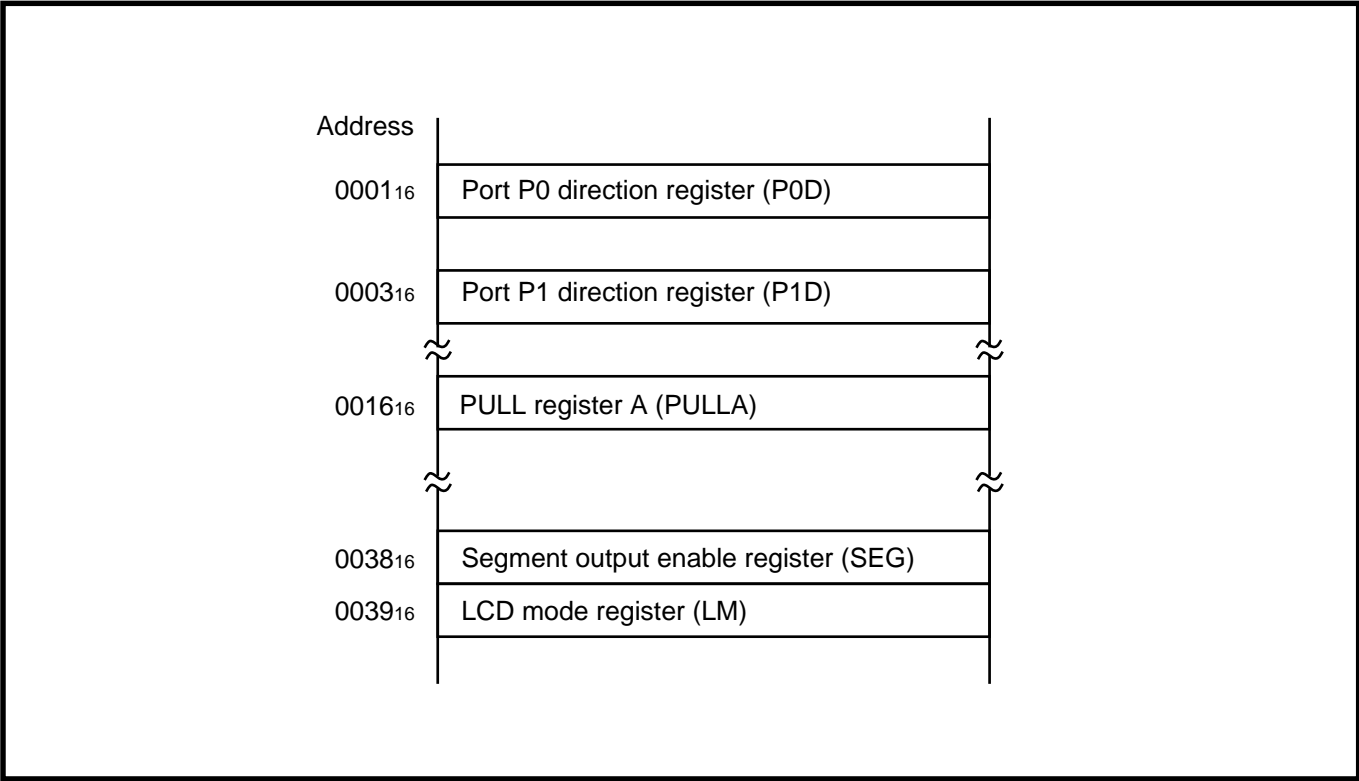 Address
0001₁₆ Port P0 direction register (P0D)
0003₁₆ Port P1 direction register (P1D)
0016₁₆ PULL register A (PULLA)
0038₁₆ Segment output enable register (SEG)
0039₁₆ LCD mode register (LM)